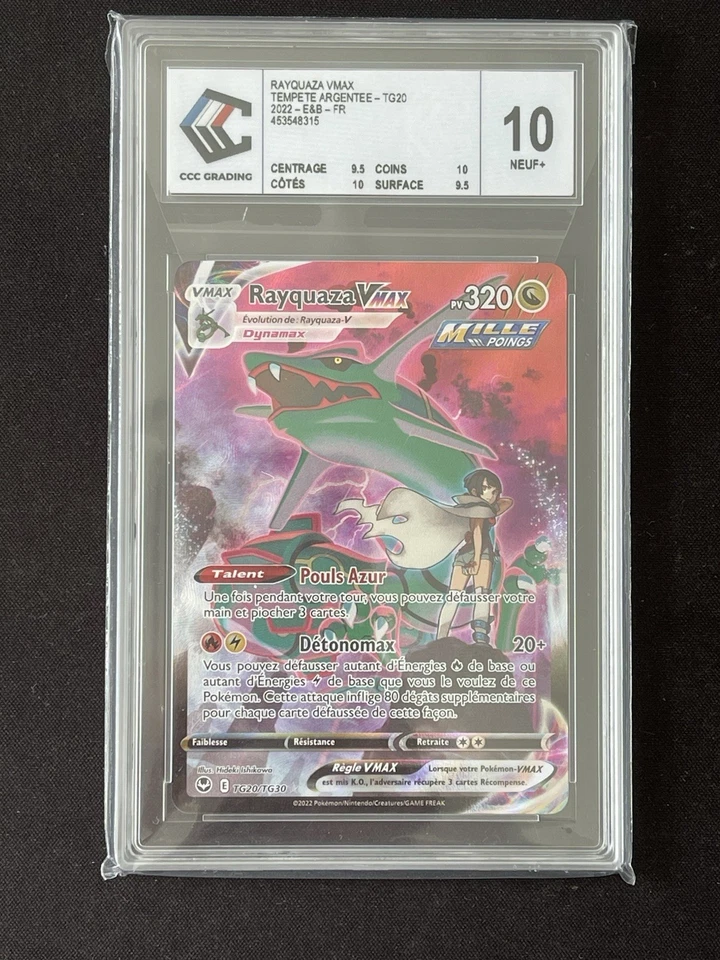 RAYQUAZA VMAX
TEMPETE ARGENTEE – TG20
2022 – E&B – FR
453548315
CCC GRADING
CENTRAGE 9.5 COINS 10
CÔTÉS 10 SURFACE 9.5
10
NEUF+
VMAX
Rayquaza VMAX
PV 320
Évolution de : Rayquaza-V
Dynamax
MILLE POINGS
Talent Pouls Azur
Une fois pendant votre tour, vous pouvez défausser votre
main et piocher 3 cartes.
Détonomax 20+
Vous pouvez défausser autant d'Énergies de base ou
autant d'Énergies de base que vous le voulez de ce
Pokémon. Cette attaque inflige 80 dégâts supplémentaires
pour chaque carte défaussée de cette façon.
Faiblesse Résistance Retraite
Illus. Hideki Ishikawa
Règle VMAX Lorsque votre Pokémon-VMAX
est mis K.O., l'adversaire récupère 3 cartes Récompense.
E TG20/TG30
©2022 Pokémon/Nintendo/Creatures/GAME FREAK